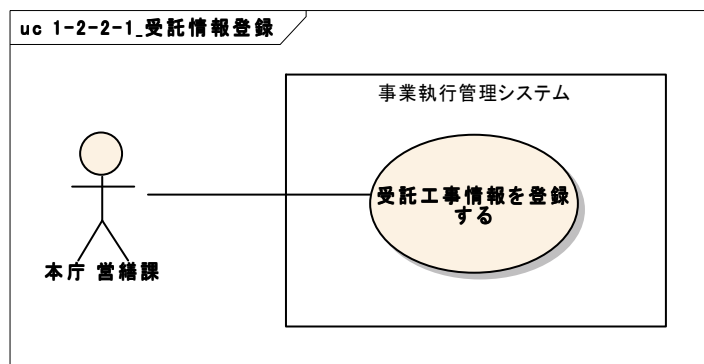 uc 1-2-2-1_受託情報登録
事業執行管理システム
受託工事情報を登録
する
本庁 営繕課